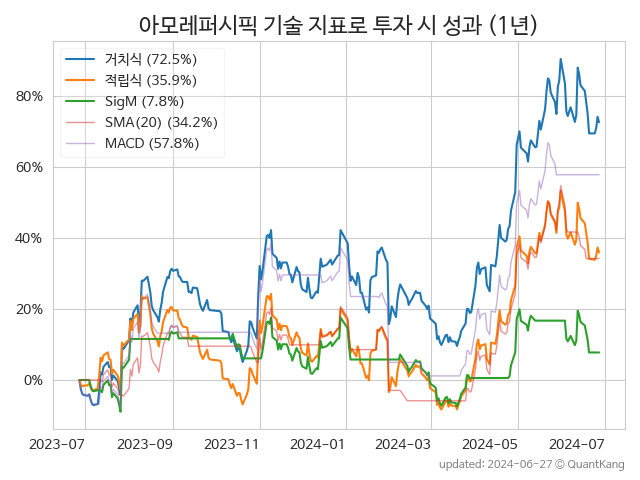 아모레퍼시픽 기술 지표로 투자 시 성과 (1년)
거치식 (72.5%)
적립식 (35.9%)
SigM (7.8%)
SMA(20) (34.2%)
MACD (57.8%)
80%
60%
40%
20%
0%
2023-07 2023-09 2023-11 2024-01 2024-03 2024-05 2024-07
updated: 2024-06-27 © QuantKang